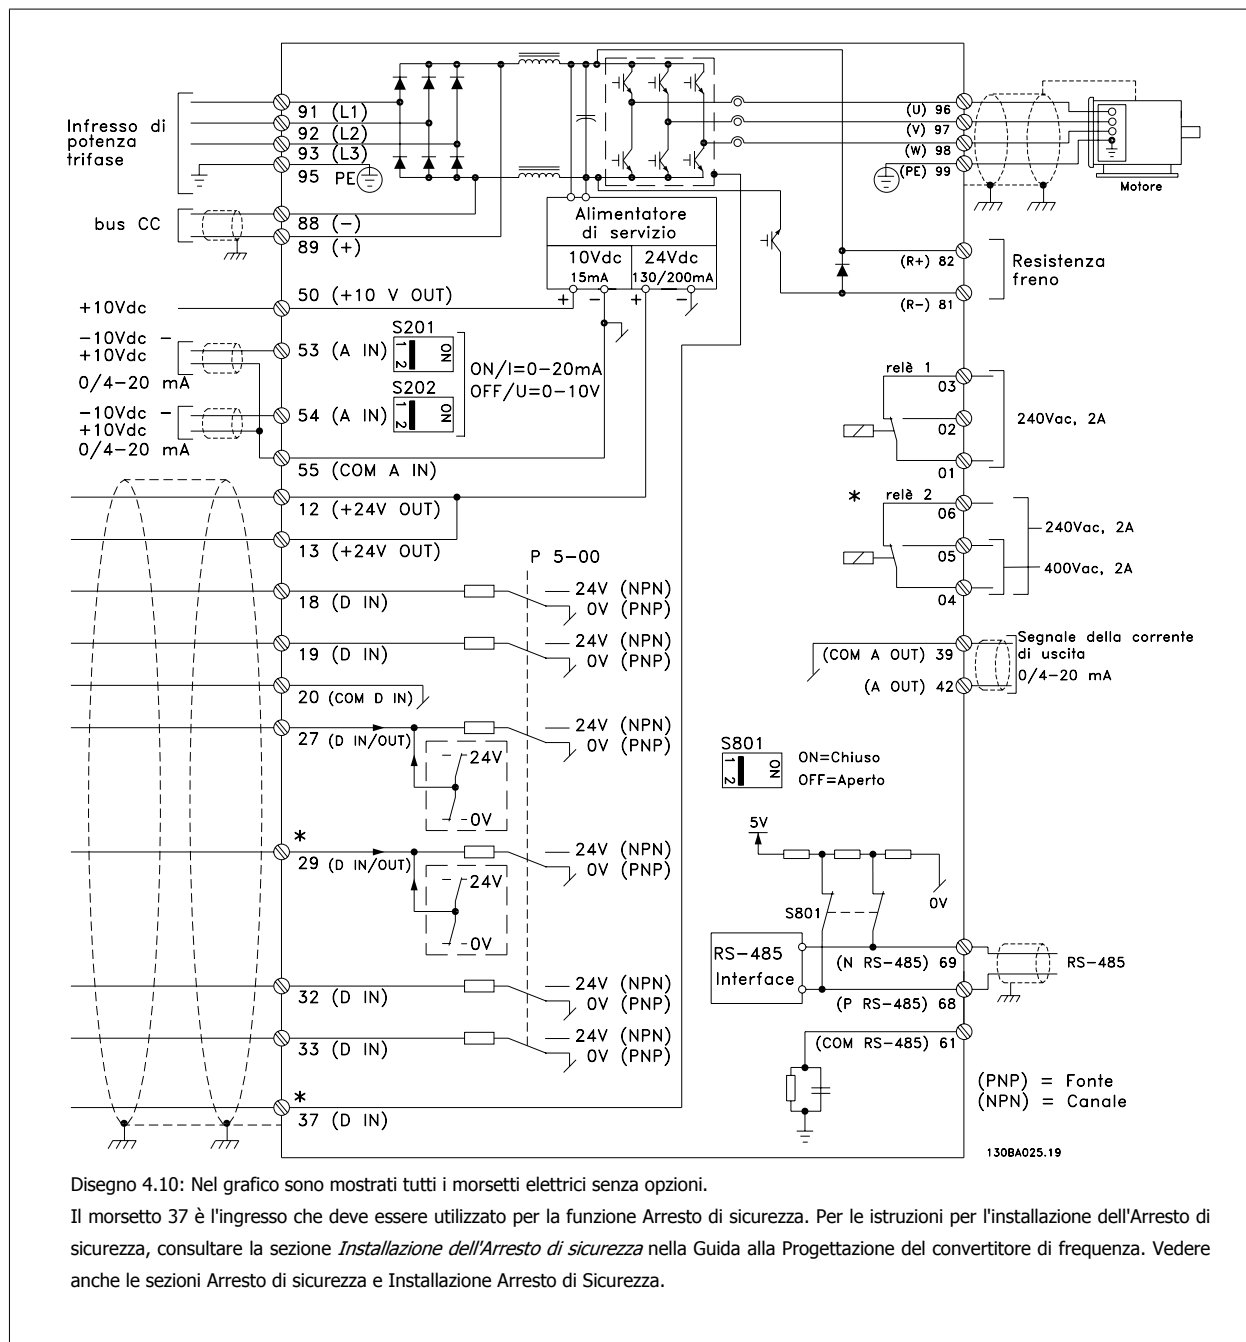 Infresso di
potenza
trifase
91 (L1)
92 (L2)
93 (L3)
95 PE
bus CC
88 (-)
89 (+)
+10Vdc
50 (+10 V OUT)
-10Vdc -
+10Vdc
0/4-20 mA
53 (A IN)
S201
1 2
ON
-10Vdc -
+10Vdc
0/4-20 mA
54 (A IN)
S202
1 2
ON
ON/I=0-20mA
OFF/U=0-10V
55 (COM A IN)
12 (+24V OUT)
13 (+24V OUT)
Alimentatore
di servizio
10Vdc
15mA
24Vdc
130/200mA
+ - + -
P 5-00
18 (D IN)
24V (NPN)
0V (PNP)
19 (D IN)
24V (NPN)
0V (PNP)
20 (COM D IN)
27 (D IN/OUT)
24V (NPN)
0V (PNP)
24V
0V
*
29 (D IN/OUT)
24V (NPN)
0V (PNP)
24V
0V
32 (D IN)
24V (NPN)
0V (PNP)
33 (D IN)
24V (NPN)
0V (PNP)
*
37 (D IN)
(U) 96
(V) 97
(W) 98
(PE) 99
Motore
(R+) 82
(R-) 81
Resistenza
freno
relè 1
03
02
01
240Vac, 2A
* relè 2
06
05
04
240Vac, 2A
400Vac, 2A
(COM A OUT) 39
(A OUT) 42
Segnale della corrente
di uscita
0/4-20 mA
S801
1 2
ON
ON=Chiuso
OFF=Aperto
5V
S801
0V
RS-485
Interface
(N RS-485) 69
(P RS-485) 68
RS-485
(COM RS-485) 61
(PNP) = Fonte
(NPN) = Canale
130BA025.19
Disegno 4.10: Nel grafico sono mostrati tutti i morsetti elettrici senza opzioni.
Il morsetto 37 è l'ingresso che deve essere utilizzato per la funzione Arresto di sicurezza. Per le istruzioni per l'installazione dell'Arresto di
sicurezza, consultare la sezione Installazione dell'Arresto di sicurezza nella Guida alla Progettazione del convertitore di frequenza. Vedere
anche le sezioni Arresto di sicurezza e Installazione Arresto di Sicurezza.